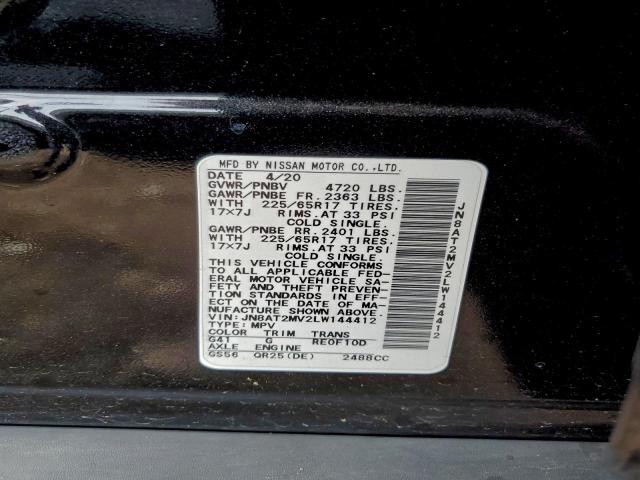 MFD BY NISSAN MOTOR CO.,LTD.
DATE 4/20
GVWR/PNBV 4720 LBS.
GAWR/PNBE FR. 2363 LBS.
WITH 225/65R17 TIRES.
17×7J RIMS.AT 33 PSI
COLD SINGLE.
GAWR/PNBE RR. 2401 LBS.
WITH 225/65R17 TIRES.
17×7J RIMS.AT 33 PSI
COLD SINGLE.
THIS VEHICLE CONFORMS
TO ALL APPLICABLE FED-
ERAL MOTOR VEHICLE SA-
FETY AND THEFT PREVEN-
TION STANDARDS IN EFF-
ECT ON THE DATE OF MA-
NUFACTURE SHOWN ABOVE
VIN:JN8AT2MV2LW144412
TYPE:MPV
COLOR TRIM TRANS
G41 G RE0F10D
AXLE ENGINE
GS56 QR25(DE) 2488CC
JN8AT2MV2LW144412